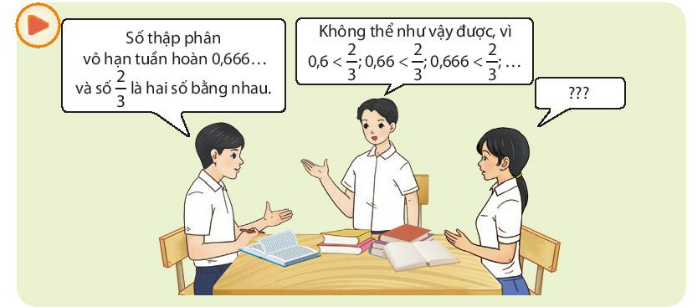 Số thập phân
vô hạn tuần hoàn 0,666…
và số 2/3 là hai số bằng nhau.
Không thể như vậy được, vì
0,6 < 2/3; 0,66 < 2/3; 0,666 < 2/3; …
???